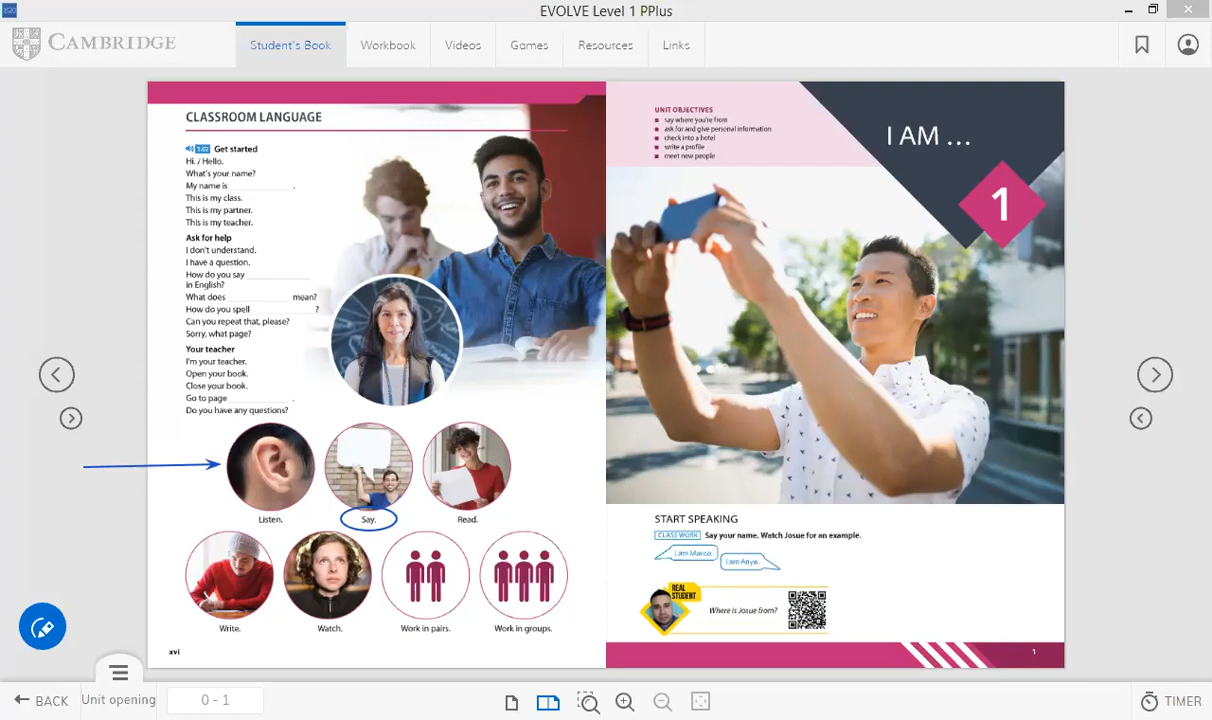 EVOLVE Level 1 PPlus
CAMBRIDGE
Student's Book
Workbook
Videos
Games
Resources
Links
CLASSROOM LANGUAGE
1.02 Get started
Hi. / Hello.
What's your name?
My name is ____________ .
This is my class.
This is my partner.
This is my teacher.
Ask for help
I don't understand.
I have a question.
How do you say ____________
in English?
What does ____________ mean?
How do you spell ____________ ?
Can you repeat that, please?
Sorry, what page?
Your teacher
I'm your teacher.
Open your book.
Close your book.
Go to page ____________ .
Do you have any questions?
Listen.
Say.
Read.
Write.
Watch.
Work in pairs.
Work in groups.
xvi
UNIT OBJECTIVES
say where you're from
ask for and give personal information
check into a hotel
write a profile
meet new people
I AM ...
1
START SPEAKING
CLASS WORK Say your name. Watch Josue for an example.
I am Marco.
I am Anya.
REAL
STUDENT
Where is Josue from?
1
BACK
Unit opening
0 - 1
TIMER